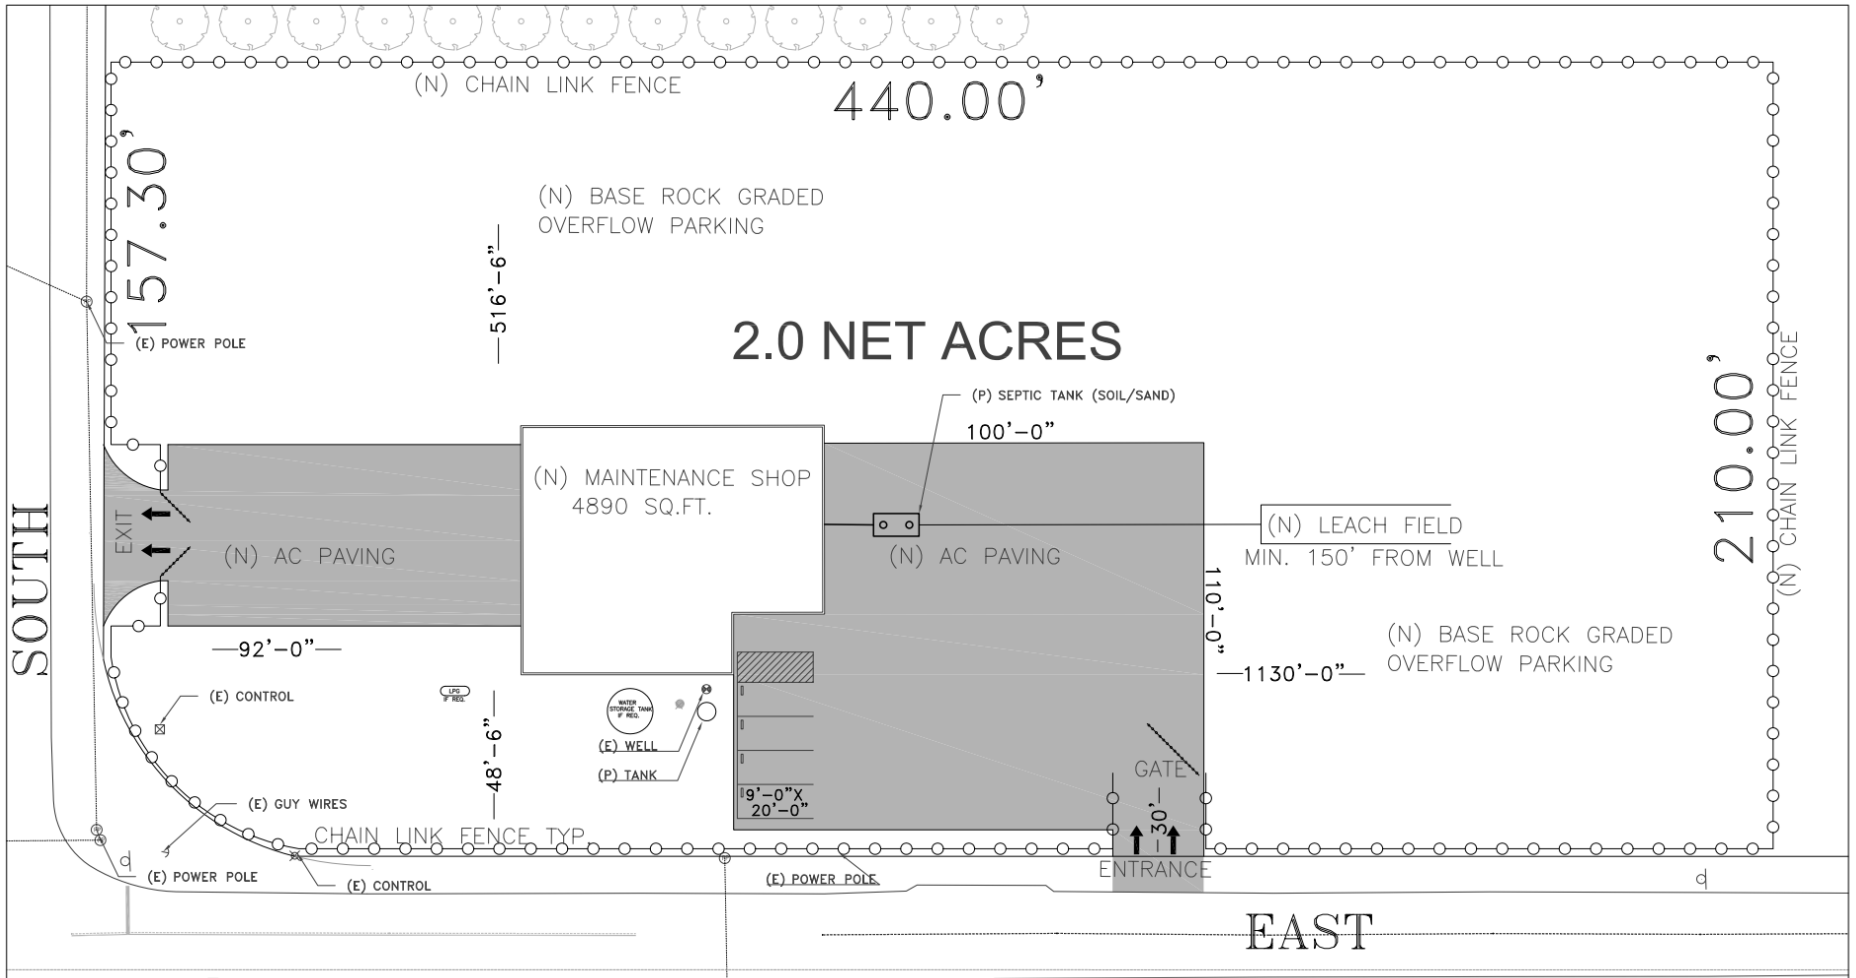 (N) CHAIN LINK FENCE
440.00'
157.30'
(N) BASE ROCK GRADED
OVERFLOW PARKING
516'-6"
2.0 NET ACRES
(E) POWER POLE
(P) SEPTIC TANK (SOIL/SAND)
100'-0"
210.00'
(N) CHAIN LINK FENCE
(N) MAINTENANCE SHOP
4890 SQ.FT.
EXIT
(N) AC PAVING
(N) AC PAVING
(N) LEACH FIELD
MIN. 150' FROM WELL
SOUTH
110'-0"
92'-0"
(N) BASE ROCK GRADED
OVERFLOW PARKING
1130'-0"
(E) CONTROL
LPG
IF REQ.
WATER
STORAGE TANK
IF REQ.
48'-6"
(E) WELL
(P) TANK
GATE
9'-0"X
20'-0"
(E) GUY WIRES
30'
CHAIN LINK FENCE TYP.
ENTRANCE
(E) POWER POLE
(E) CONTROL
(E) POWER POLE
EAST